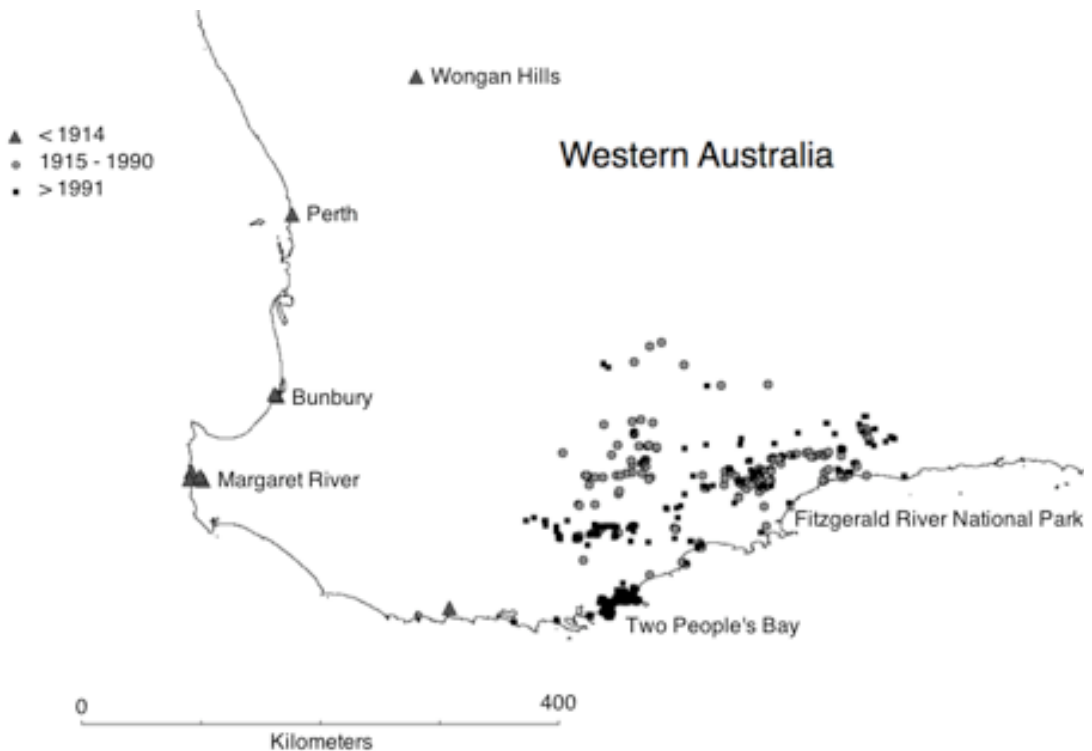 Wongan Hills
< 1914
1915 - 1990
> 1991
Western Australia
Perth
Bunbury
Margaret River
Fitzgerald River National Park
Two People's Bay
0
400
Kilometers